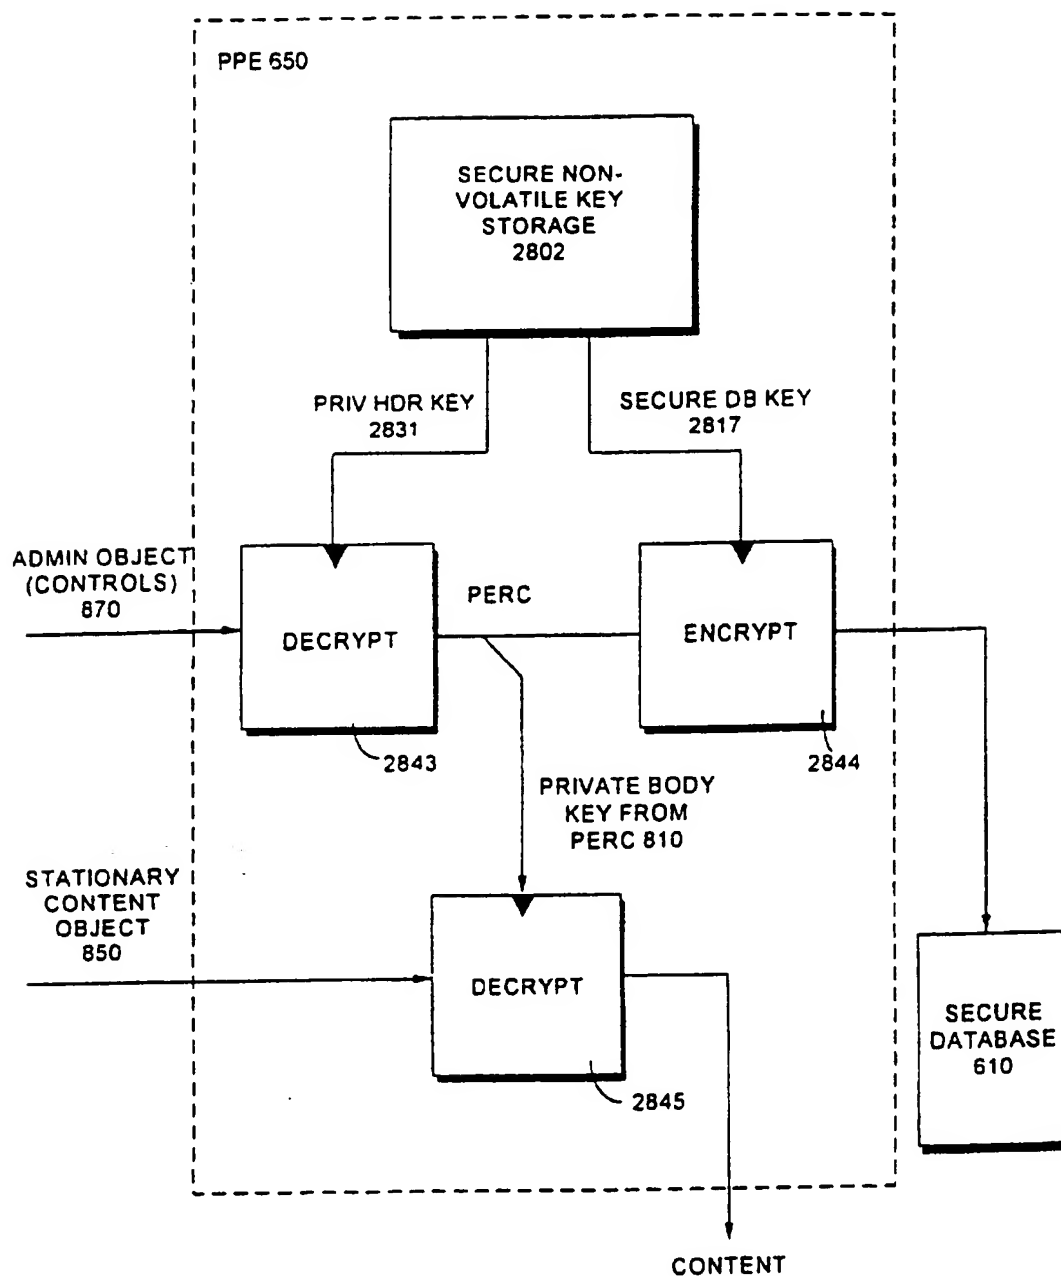 PPE 650
SECURE NON-
VOLATILE KEY
STORAGE
2802
PRIV HDR KEY
2831
SECURE DB KEY
2817
ADMIN OBJECT
(CONTROLS)
870
DECRYPT
PERC
ENCRYPT
2843
2844
PRIVATE BODY
KEY FROM
PERC 810
STATIONARY
CONTENT
OBJECT
850
DECRYPT
2845
SECURE
DATABASE
610
CONTENT